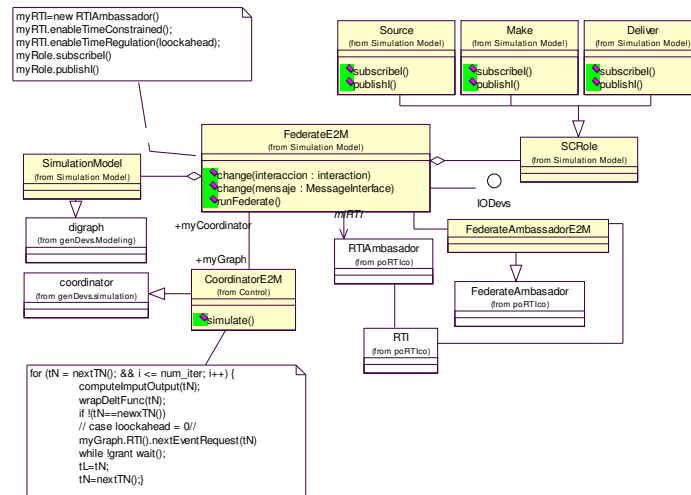 myRTI=new RTIAmbassador()
myRTI.enableTimeConstrained();
myRTI.enableTimeRegulation(loockahead);
myRole.subscribeI()
myRole.publishI()
Source
(from Simulation Model)
subscribeI()
publishI()
Make
(from Simulation Model)
subscribeI()
publishI()
Deliver
(from Simulation Model)
subscribeI()
publishI()
FederateE2M
(from Simulation Model)
change(interaccion : interaction)
change(mensaje : MessageInterface)
runFederate()
SCRole
(from Simulation Model)
SimulationModel
(from Simulation Model)
IODevs
miRTI
+myCoordinator
digraph
(from genDevs.Modeling)
RTIAmbasador
(from poRTIco)
FederateAmbassadorE2M
+myGraph
coordinator
(from genDevs.simulation)
CoordinatorE2M
(from Control)
simulate()
FederateAmbasador
(from poRTIco)
RTI
(from poRTIco)
for (tN = nextTN(); && i <= num_iter; i++) {
computeImputOutput(tN);
wrapDeltFunc(tN);
if !(tN==newxTN())
// case loockahead = 0//
myGraph.RTI().nextEventRequest(tN)
while !grant wait();
tL=tN;
tN=nextTN();}